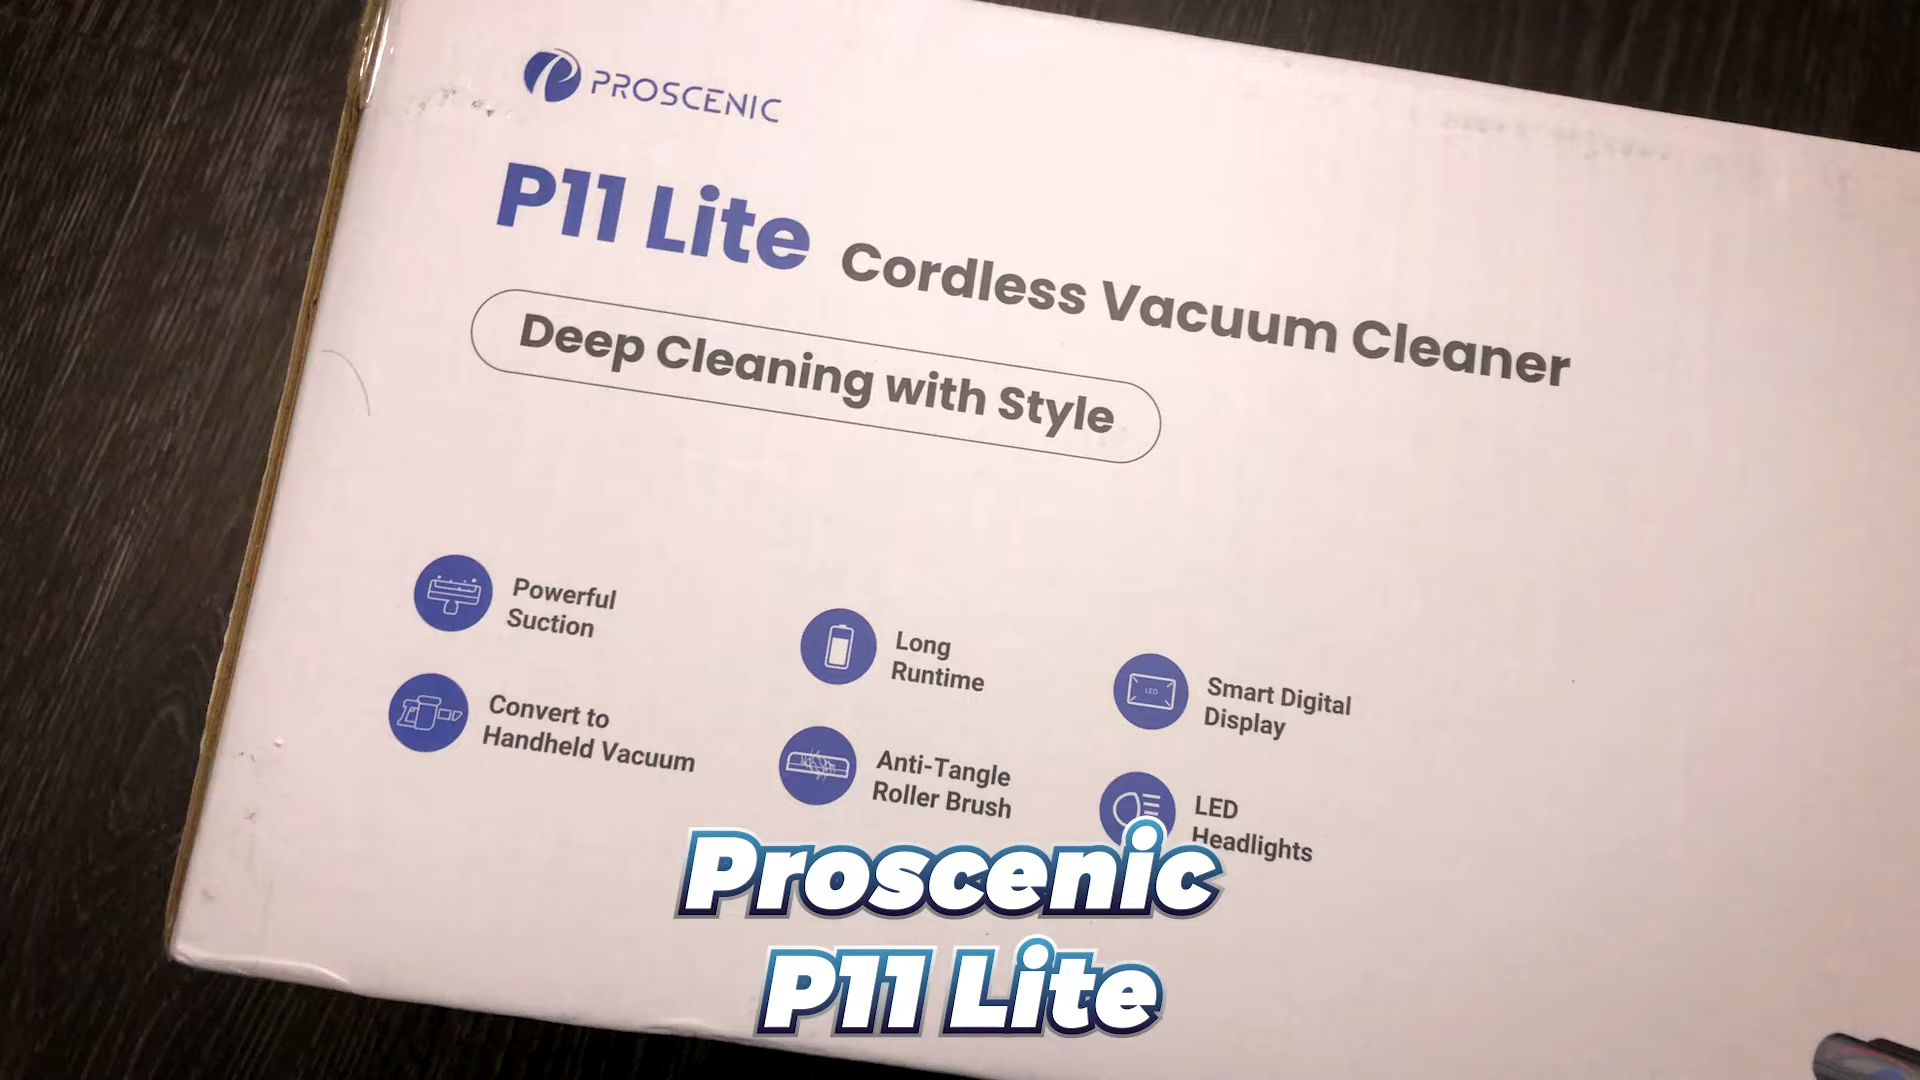 PROSCENIC
P11 Lite Cordless Vacuum Cleaner
Deep Cleaning with Style
Powerful
Suction
Long
Runtime
LED
Smart Digital
Display
Convert to
Handheld Vacuum
Anti-Tangle
Roller Brush
LED
Headlights
Proscenic
P11 Lite